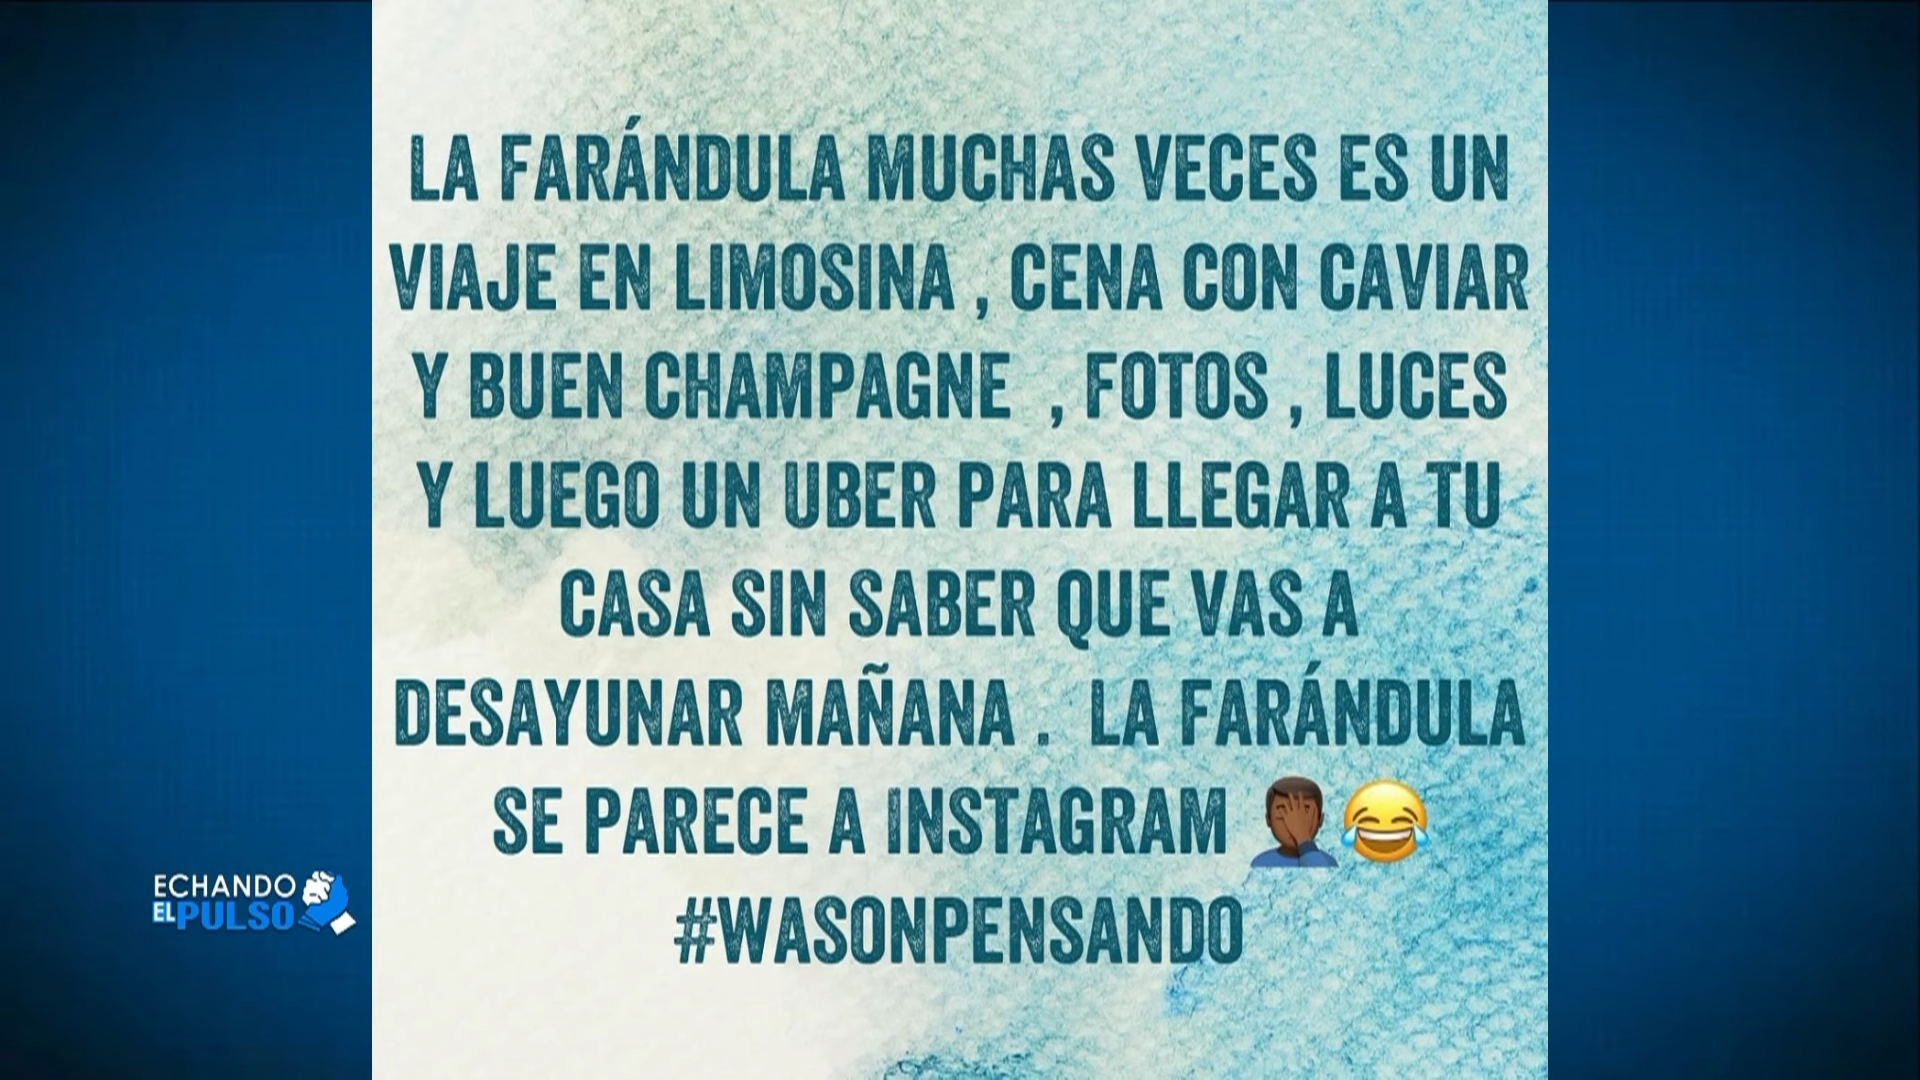 LA FARÁNDULA MUCHAS VECES ES UN
VIAJE EN LIMOSINA , CENA CON CAVIAR
Y BUEN CHAMPAGNE , FOTOS , LUCES
Y LUEGO UN UBER PARA LLEGAR A TU
CASA SIN SABER QUE VAS A
DESAYUNAR MAÑANA . LA FARÁNDULA
SE PARECE A INSTAGRAM 🤦🏾‍♂️😂
#WASONPENSANDO
ECHANDO
EL PULSO